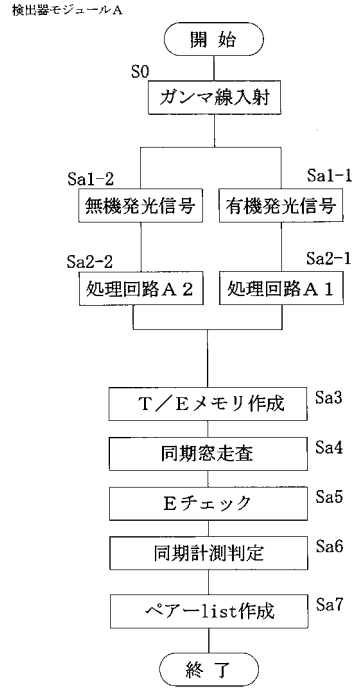 検出器モジュールA
開 始
S0
ガンマ線入射
Sa1-2
Sa1-1
無機発光信号
有機発光信号
Sa2-2
Sa2-1
処理回路A2
処理回路A1
T/Eメモリ作成
Sa3
同期窓走査
Sa4
Eチェック
Sa5
同期計測判定
Sa6
ペアーlist作成
Sa7
終 了